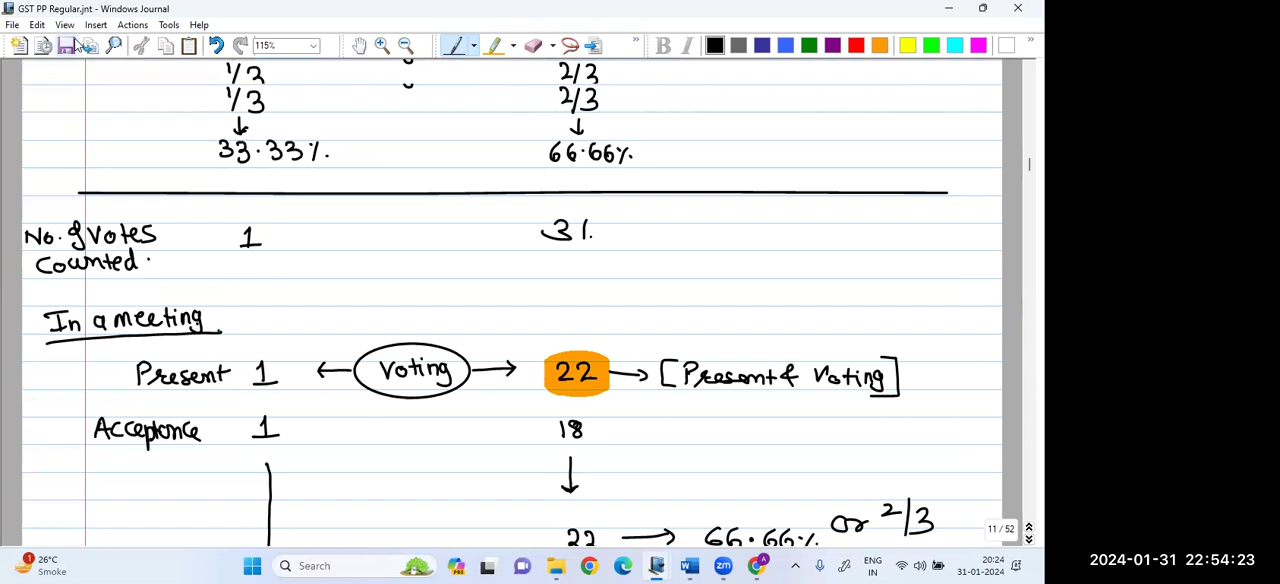 GST PP Regular.jnt - Windows Journal
File Edit View Insert Actions Tools Help
115%
B I
1/3 2/3
1/3 2/3
33.33%. 66.66%.
No. of Votes 1 31.
Counted.
In a meeting
Present 1 Voting 22 [Present & Voting]
Acceptance 1 18
22 66.66%. or 2/3
11 / 52
26°C
Smoke
Search
ENG
IN
20:24
31-01-2024
2024-01-31 22:54:23